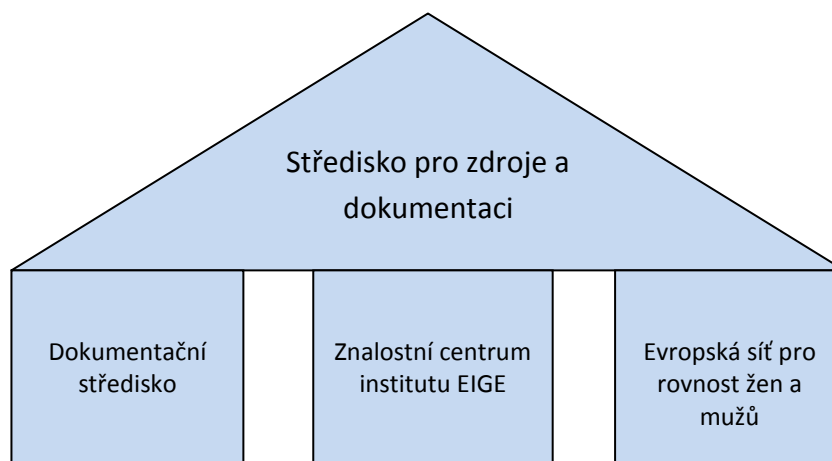 Středisko pro zdroje a
dokumentaci
Dokumentační
středisko
Znalostní centrum
institutu EIGE
Evropská síť pro
rovnost žen a
mužů